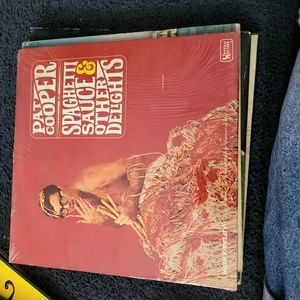 PAT
COOPER
SPAGHETTI
SAUCE &
OTHER
DELIGHTS